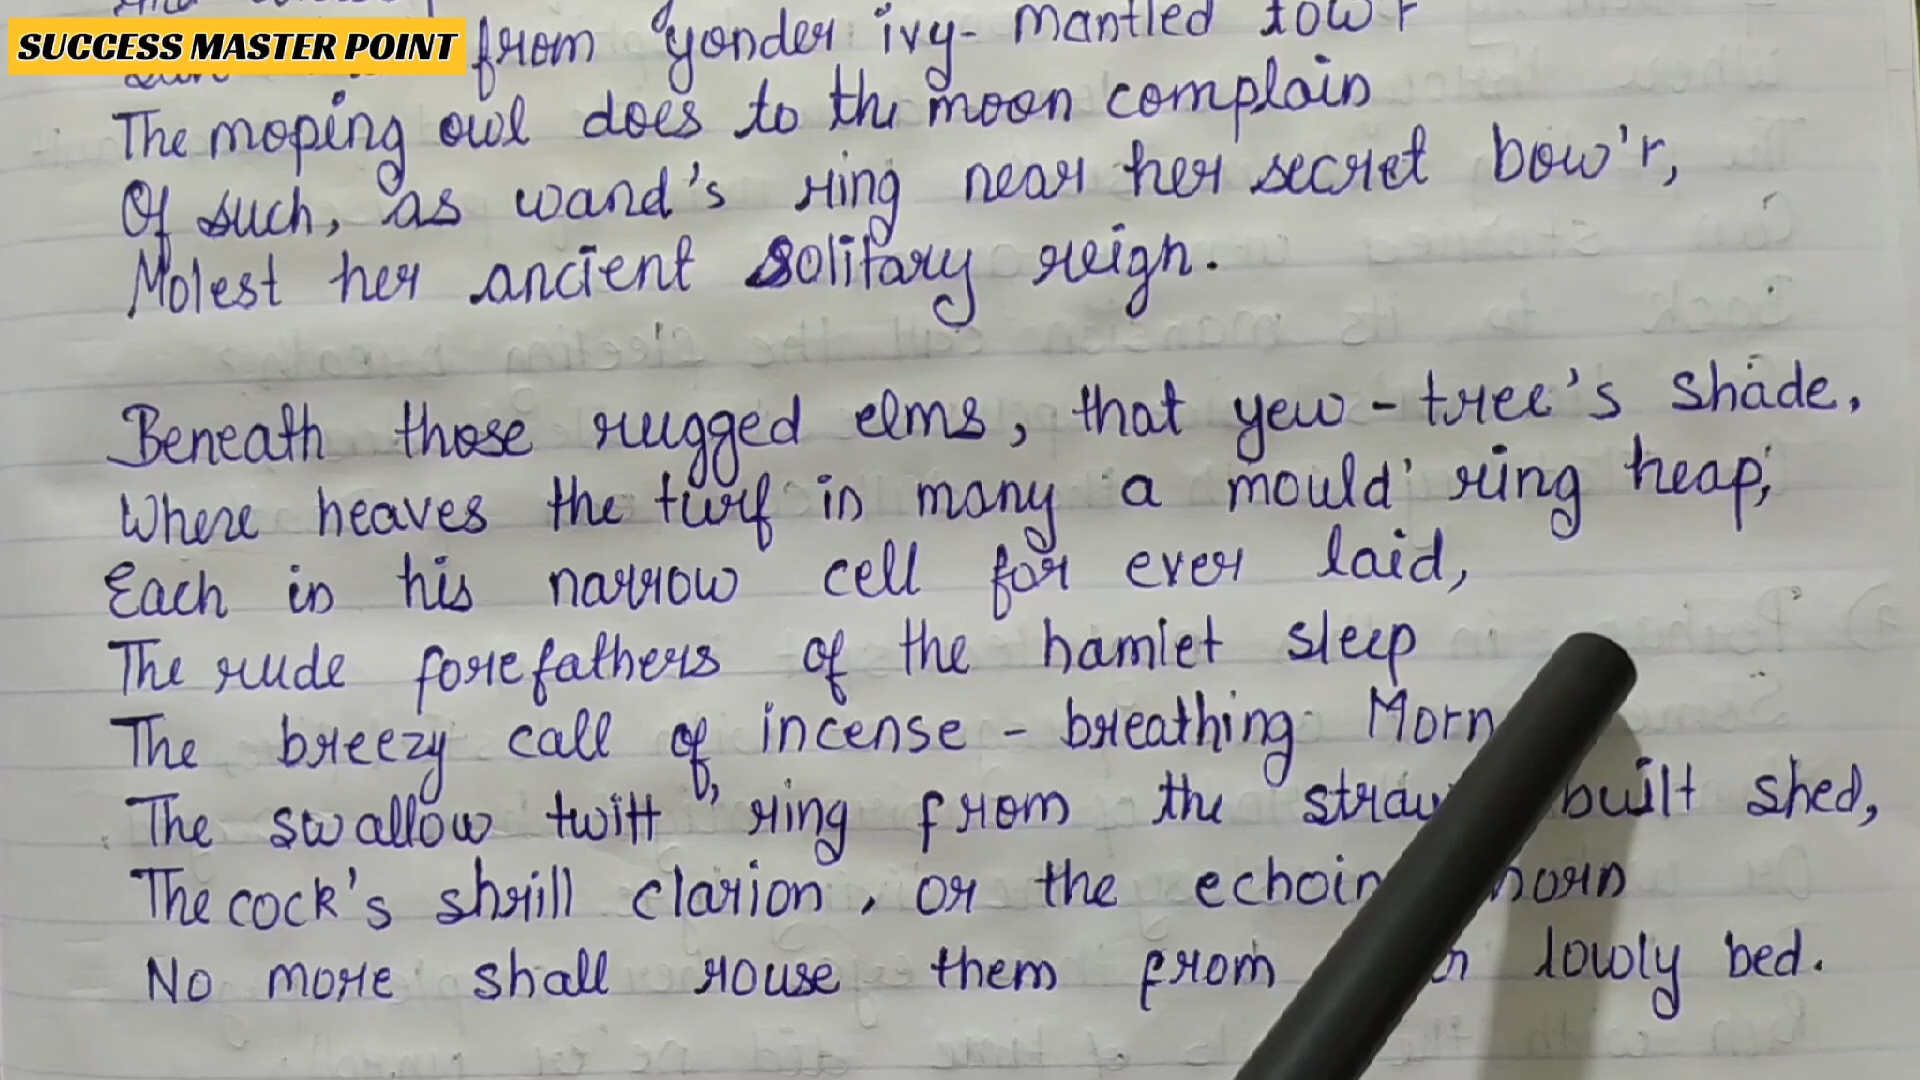 SUCCESS MASTER POINT
from yonder ivy- mantled tow'r
The moping owl does to the moon complain
Of such, as wand's ring near her secret bow'r,
Molest her ancient solitary reign.
Beneath those rugged elms, that yew - tree's shade,
Where heaves the turf in many a mould' ring heap,
Each in his narrow cell for ever laid,
The rude forefathers of the hamlet sleep
The breezy call of incense - breathing Morn
The swallow twitt 'ring from the straw built shed,
The cock's shrill clarion, or the echoin horn
No more shall rouse them from lowly bed.